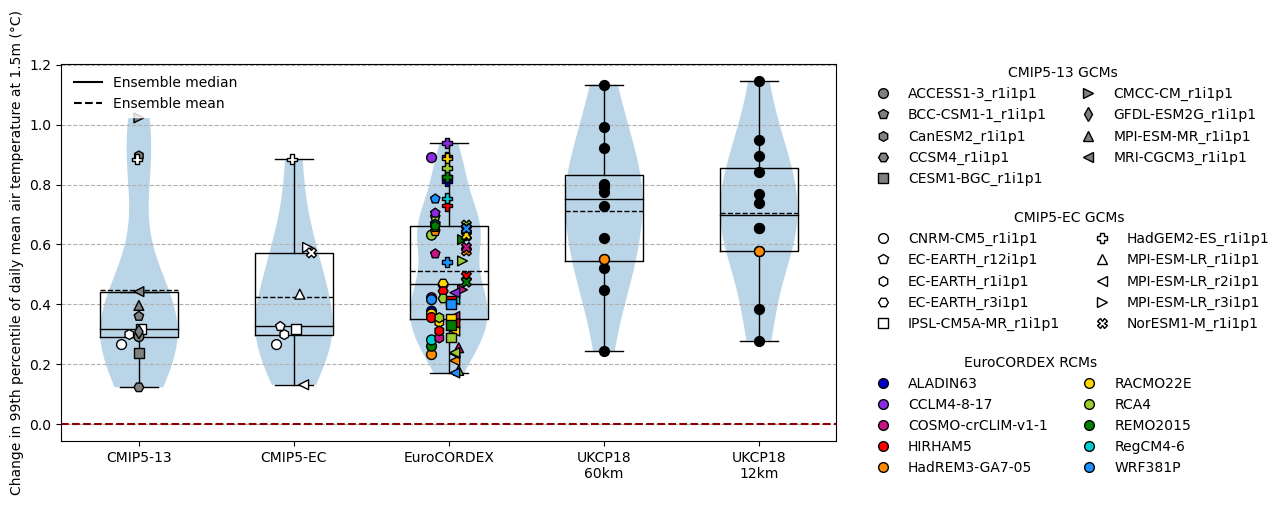 Change in 99th percentile of daily mean air temperature at 1.5m (°C)
1.2
1.0
0.8
0.6
0.4
0.2
0.0
Ensemble median
Ensemble mean
CMIP5-13
CMIP5-EC
EuroCORDEX
UKCP18
60km
UKCP18
12km
CMIP5-13 GCMs
ACCESS1-3_r1i1p1
BCC-CSM1-1_r1i1p1
CanESM2_r1i1p1
CCSM4_r1i1p1
CESM1-BGC_r1i1p1
CMCC-CM_r1i1p1
GFDL-ESM2G_r1i1p1
MPI-ESM-MR_r1i1p1
MRI-CGCM3_r1i1p1
CMIP5-EC GCMs
CNRM-CM5_r1i1p1
EC-EARTH_r12i1p1
EC-EARTH_r1i1p1
EC-EARTH_r3i1p1
IPSL-CM5A-MR_r1i1p1
HadGEM2-ES_r1i1p1
MPI-ESM-LR_r1i1p1
MPI-ESM-LR_r2i1p1
MPI-ESM-LR_r3i1p1
NorESM1-M_r1i1p1
EuroCORDEX RCMs
ALADIN63
CCLM4-8-17
COSMO-crCLIM-v1-1
HIRHAM5
HadREM3-GA7-05
RACMO22E
RCA4
REMO2015
RegCM4-6
WRF381P